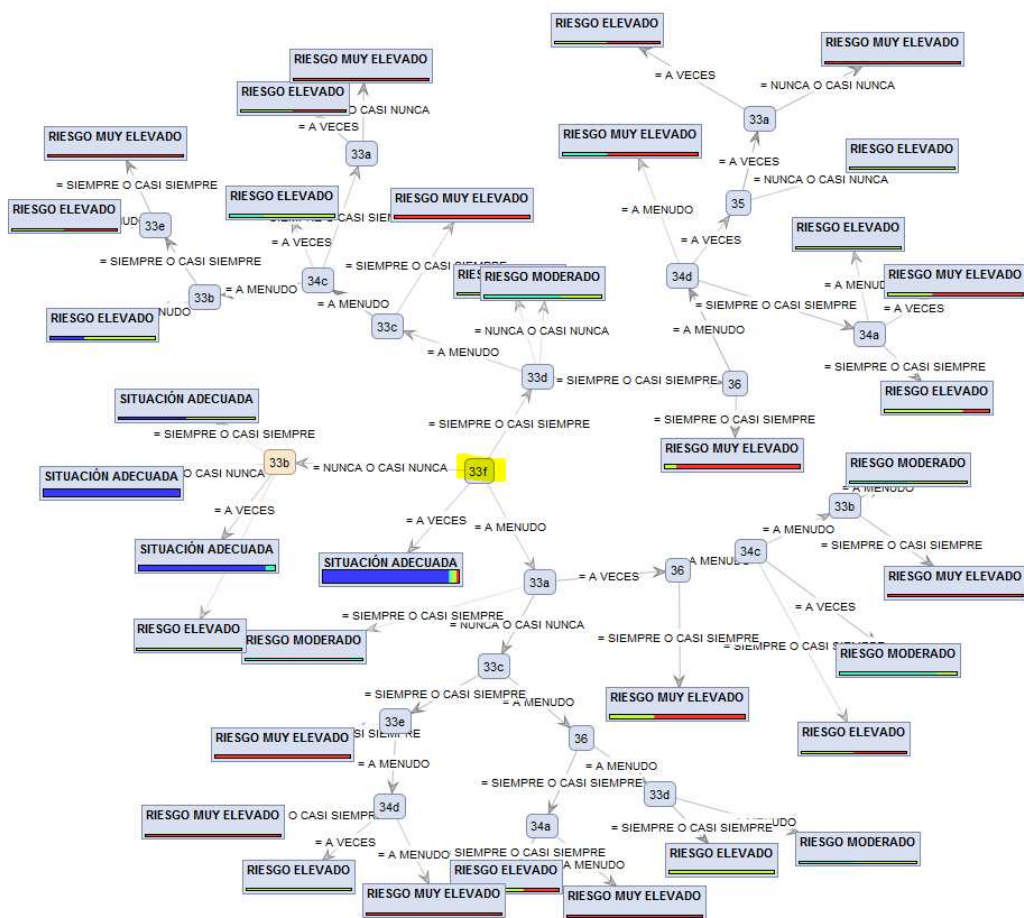 RIESGO ELEVADO
RIESGO MUY ELEVADO
RIESGO MUY ELEVADO
= A VECES
= NUNCA O CASI NUNCA
RIESGO ELEVADO
O CASI NUNCA
33a
RIESGO MUY ELEVADO
= A VECES
RIESGO MUY ELEVADO
33a
= A VECES
RIESGO ELEVADO
= SIEMPRE O CASI SIEMPRE
RIESGO ELEVADO
RIESGO MUY ELEVADO
= NUNCA O CASI NUNCA
RIESGO ELEVADO
33e
= A MENUDO
35
RIESGO ELEVADO
= A VECES
= A VECES
= SIEMPRE O CASI SIEMPRE
34c
= SIEMPRE O CASI SIEMPRE
RIESGO MODERADO
34d
= A MENUDO
33b
RIESGO MUY ELEVADO
= SIEMPRE O CASI SIEMPRE
RIESGO ELEVADO
= A MENUDO
33c
= NUNCA O CASI NUNCA
34a
= A MENUDO
= A MENUDO
33d
= SIEMPRE O CASI SIEMPRE
36
= SIEMPRE O CASI SIEMPRE
RIESGO ELEVADO
SITUACIÓN ADECUADA
= SIEMPRE O CASI SIEMPRE
= SIEMPRE O CASI SIEMPRE
= SIEMPRE O CASI SIEMPRE
RIESGO MUY ELEVADO
33b
= NUNCA O CASI NUNCA
33f
RIESGO MODERADO
SITUACIÓN ADECUADA
O CASI NUNCA
= A VECES
= A VECES
= A MENUDO
33b
= A MENUDO
SITUACIÓN ADECUADA
SITUACIÓN ADECUADA
34c
= SIEMPRE O CASI SIEMPRE
33a
= A VECES
36
RIESGO MUY ELEVADO
= A VECES
RIESGO ELEVADO
RIESGO MODERADO
= SIEMPRE O CASI SIEMPRE
= NUNCA O CASI NUNCA
= SIEMPRE O CASI SIEMPRE
RIESGO MODERADO
33c
= SIEMPRE O CASI SIEMPRE
= A MENUDO
RIESGO MUY ELEVADO
RIESGO ELEVADO
RIESGO MUY ELEVADO
33e
36
= A MENUDO
= A MENUDO
= SIEMPRE O CASI SIEMPRE
33d
RIESGO MUY ELEVADO
O CASI SIEMPRE
34d
34a
= SIEMPRE O CASI SIEMPRE
RIESGO MODERADO
= A VECES
= A MENUDO
RIESGO ELEVADO
RIESGO ELEVADO
RIESGO ELEVADO
RIESGO MUY ELEVADO
RIESGO MUY ELEVADO